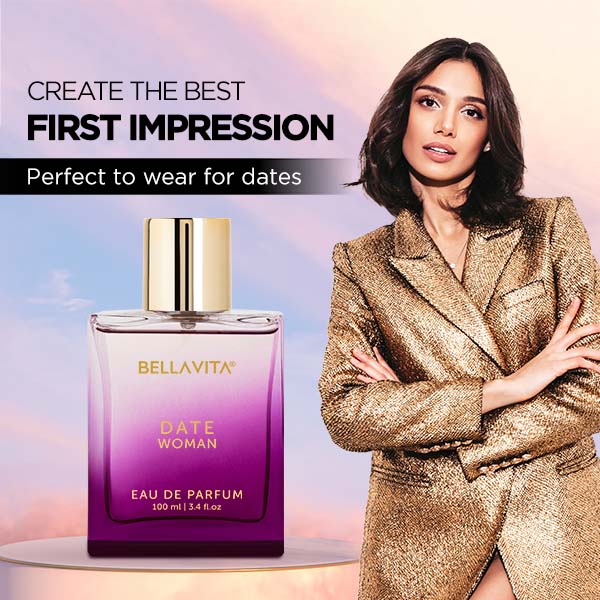 CREATE THE BEST
FIRST IMPRESSION
Perfect to wear for dates
BELLAVITA®
DATE
WOMAN
EAU DE PARFUM
100 ml | 3.4 fl.oz